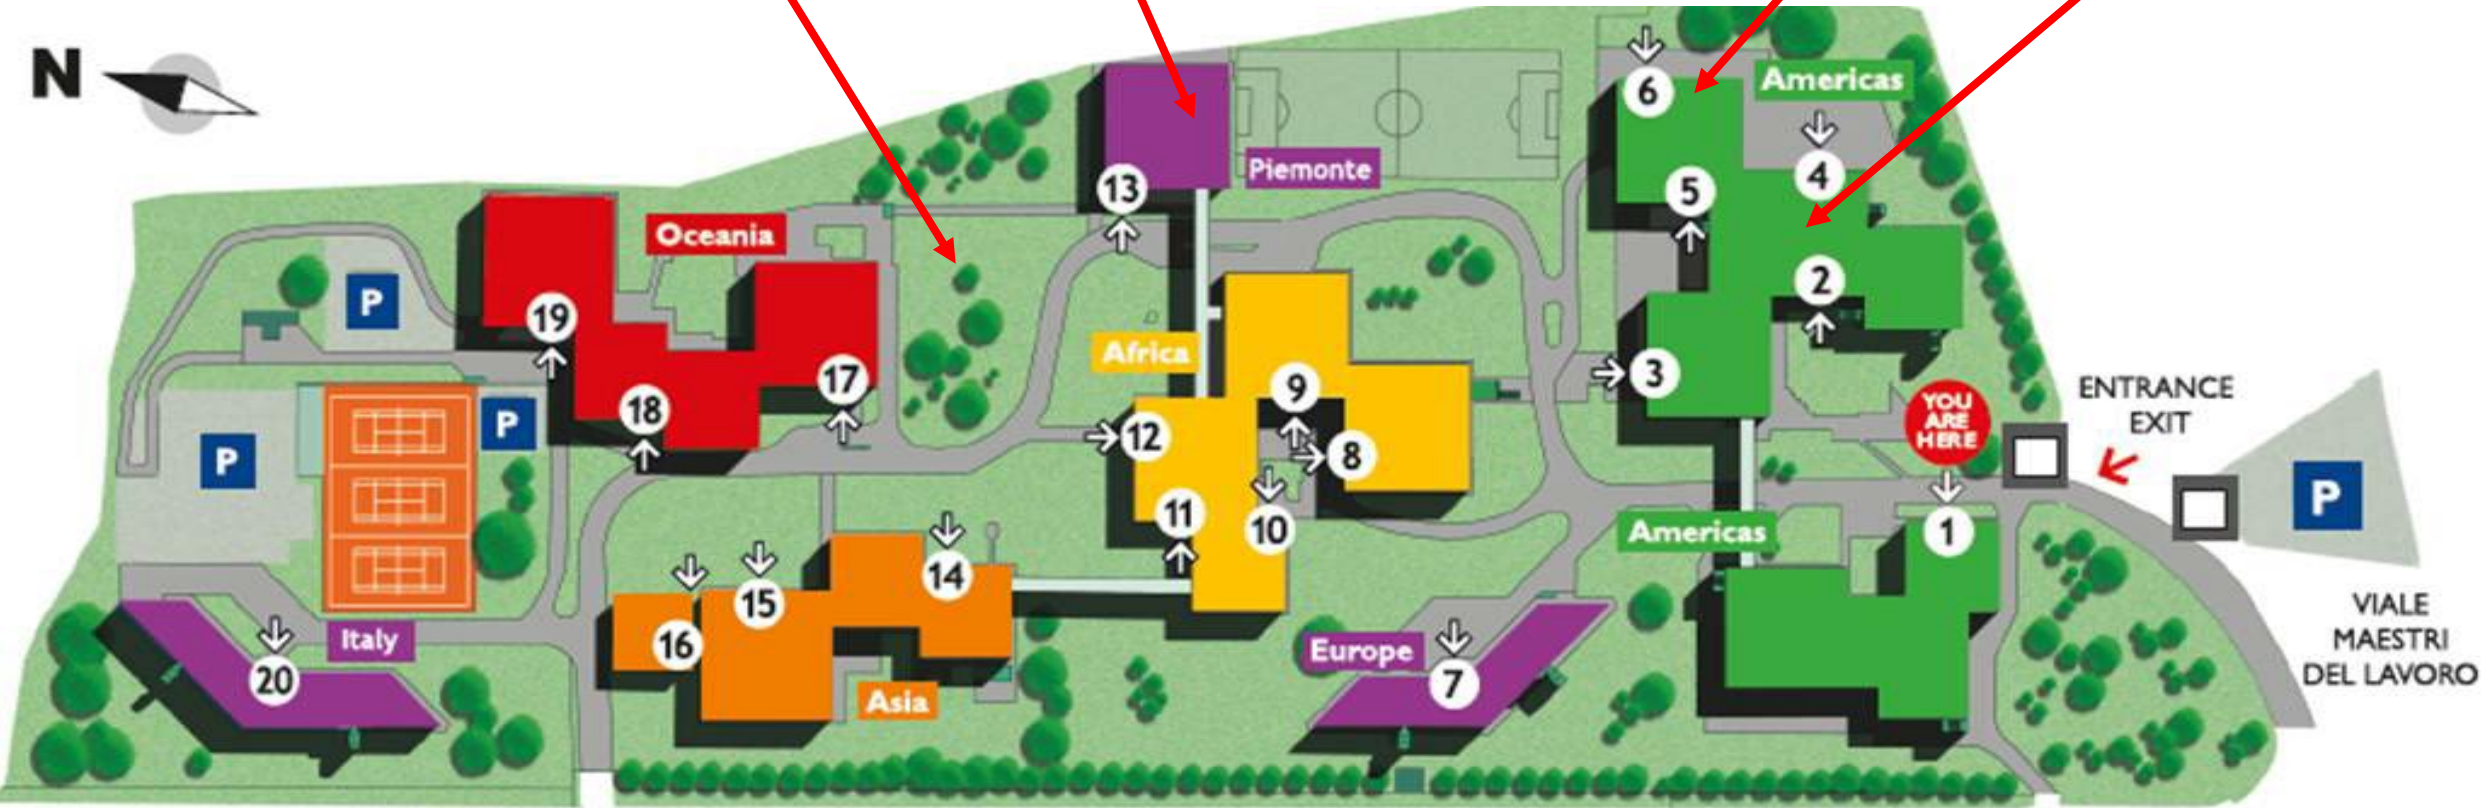 N
6
Americas
4
13
Piemonte
5
Oceania
2
P
19
Africa
3
17
9
ENTRANCE
EXIT
18
P
YOU
ARE
HERE
12
8
P
P
11
10
Americas
1
14
15
16
Italy
Europe
7
20
Asia
VIALE
MAESTRI
DEL LAVORO